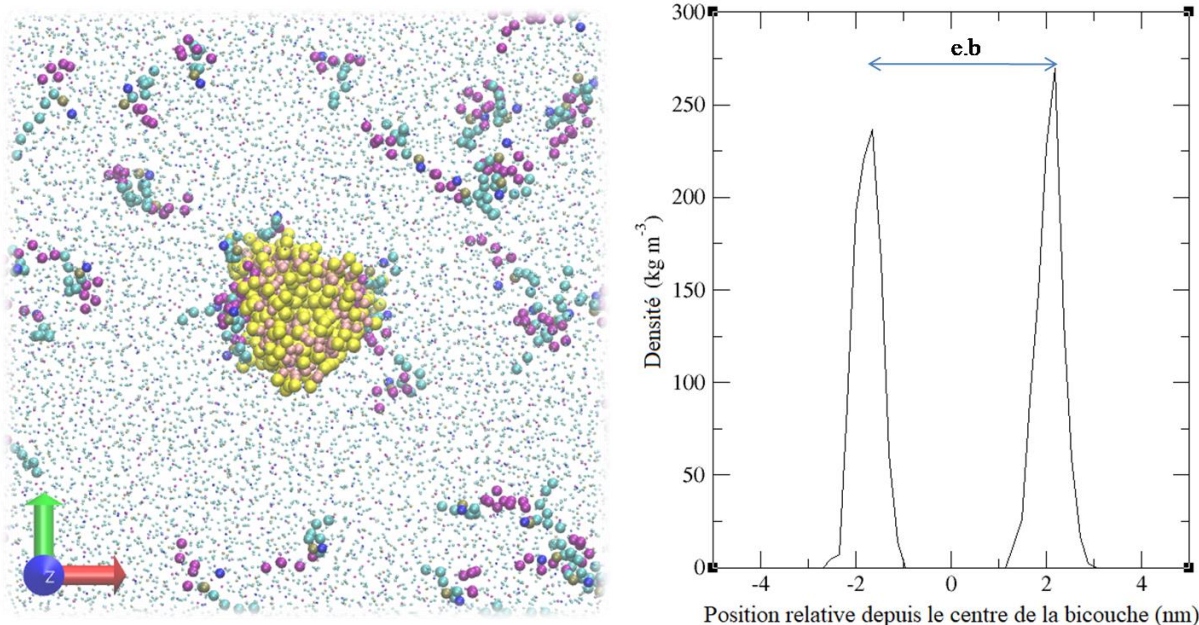 Z
e.b
300
250
200
150
100
50
0
Densité (kg m⁻³)
-4 -2 0 2 4
Position relative depuis le centre de la bicouche (nm)